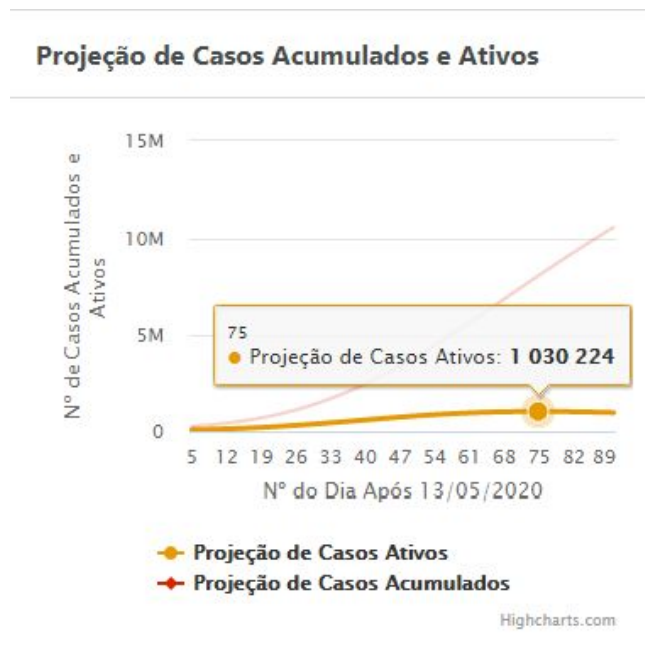 Projeção de Casos Acumulados e Ativos
Nº de Casos Acumulados e
Ativos
15M
10M
5M
0
75
Projeção de Casos Ativos: 1 030 224
5 12 19 26 33 40 47 54 61 68 75 82 89
Nº do Dia Após 13/05/2020
Projeção de Casos Ativos
Projeção de Casos Acumulados
Highcharts.com